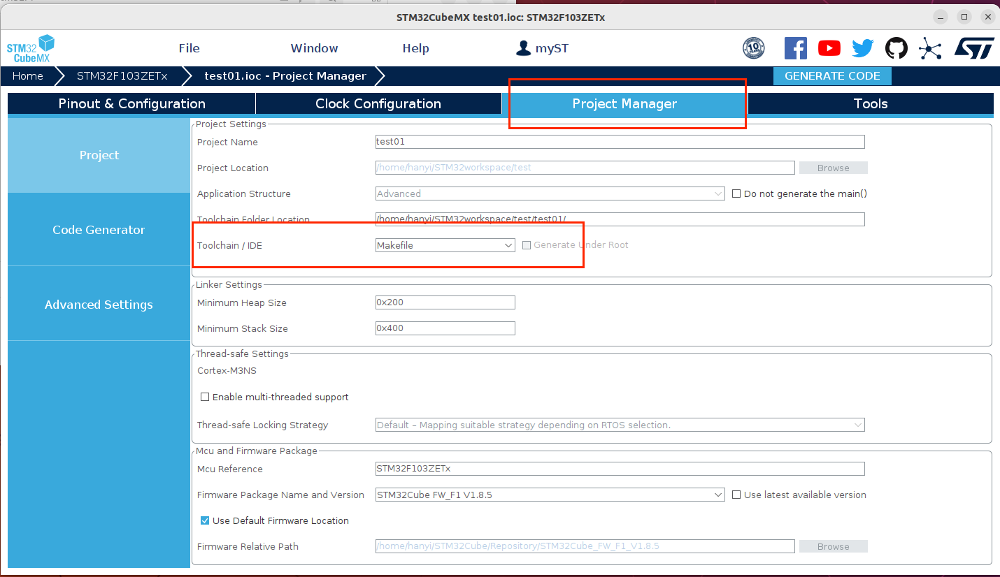 STM32CubeMX test01.ioc: STM32F103ZETx
STM32 CubeMX
File Window Help myST
10
Home STM32F103ZETx test01.ioc - Project Manager GENERATE CODE
Pinout & Configuration Clock Configuration Project Manager Tools
Project
Code Generator
Advanced Settings
Project Settings
Project Name test01
Project Location /home/hanyi/STM32workspace/test Browse
Application Structure Advanced Do not generate the main()
Toolchain Folder Location /home/hanyi/STM32workspace/test/test01/
Toolchain / IDE Makefile Generate Under Root
Linker Settings
Minimum Heap Size 0x200
Minimum Stack Size 0x400
Thread-safe Settings
Cortex-M3NS
Enable multi-threaded support
Thread-safe Locking Strategy Default – Mapping suitable strategy depending on RTOS selection.
Mcu and Firmware Package
Mcu Reference STM32F103ZETx
Firmware Package Name and Version STM32Cube FW_F1 V1.8.5 Use latest available version
Use Default Firmware Location
Firmware Relative Path /home/hanyi/STM32Cube/Repository/STM32Cube_FW_F1_V1.8.5 Browse